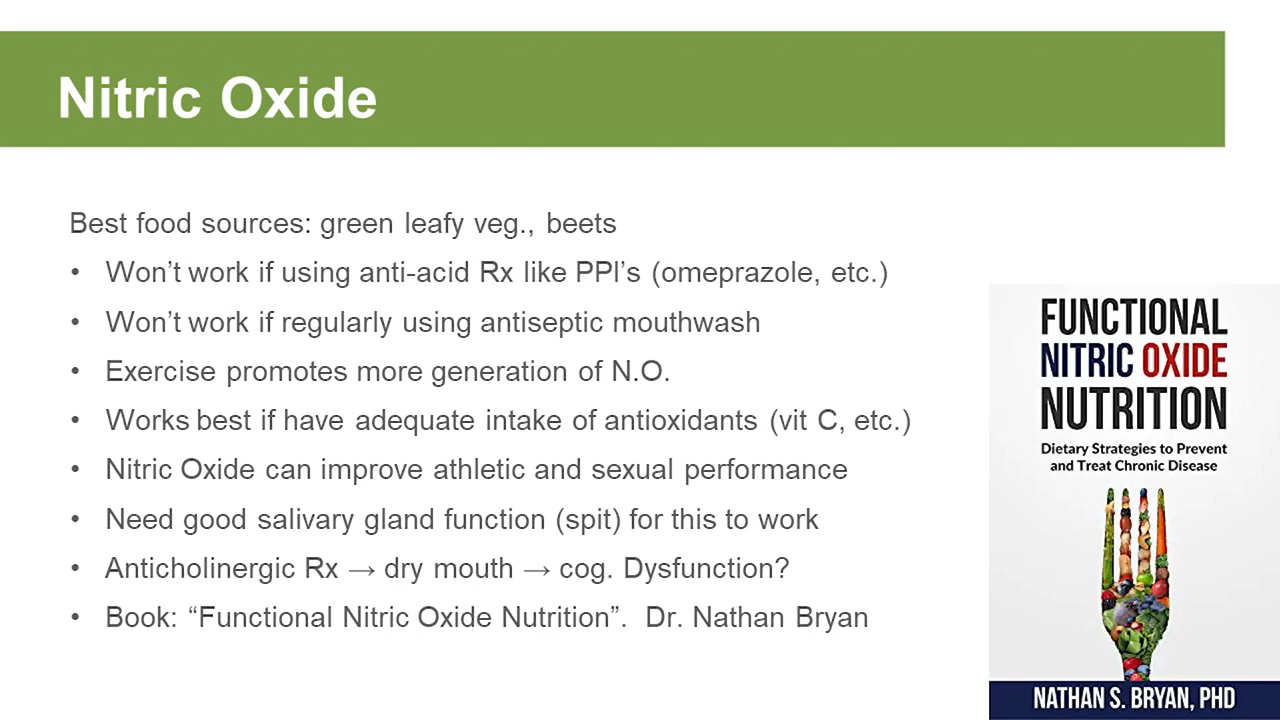 Nitric Oxide
Best food sources: green leafy veg., beets
• Won’t work if using anti-acid Rx like PPI’s (omeprazole, etc.)
• Won’t work if regularly using antiseptic mouthwash
• Exercise promotes more generation of N.O.
• Works best if have adequate intake of antioxidants (vit C, etc.)
• Nitric Oxide can improve athletic and sexual performance
• Need good salivary gland function (spit) for this to work
• Anticholinergic Rx → dry mouth → cog. Dysfunction?
• Book: “Functional Nitric Oxide Nutrition”.  Dr. Nathan Bryan
FUNCTIONAL
NITRIC OXIDE
NUTRITION
Dietary Strategies to Prevent
and Treat Chronic Disease
NATHAN S. BRYAN, PHD